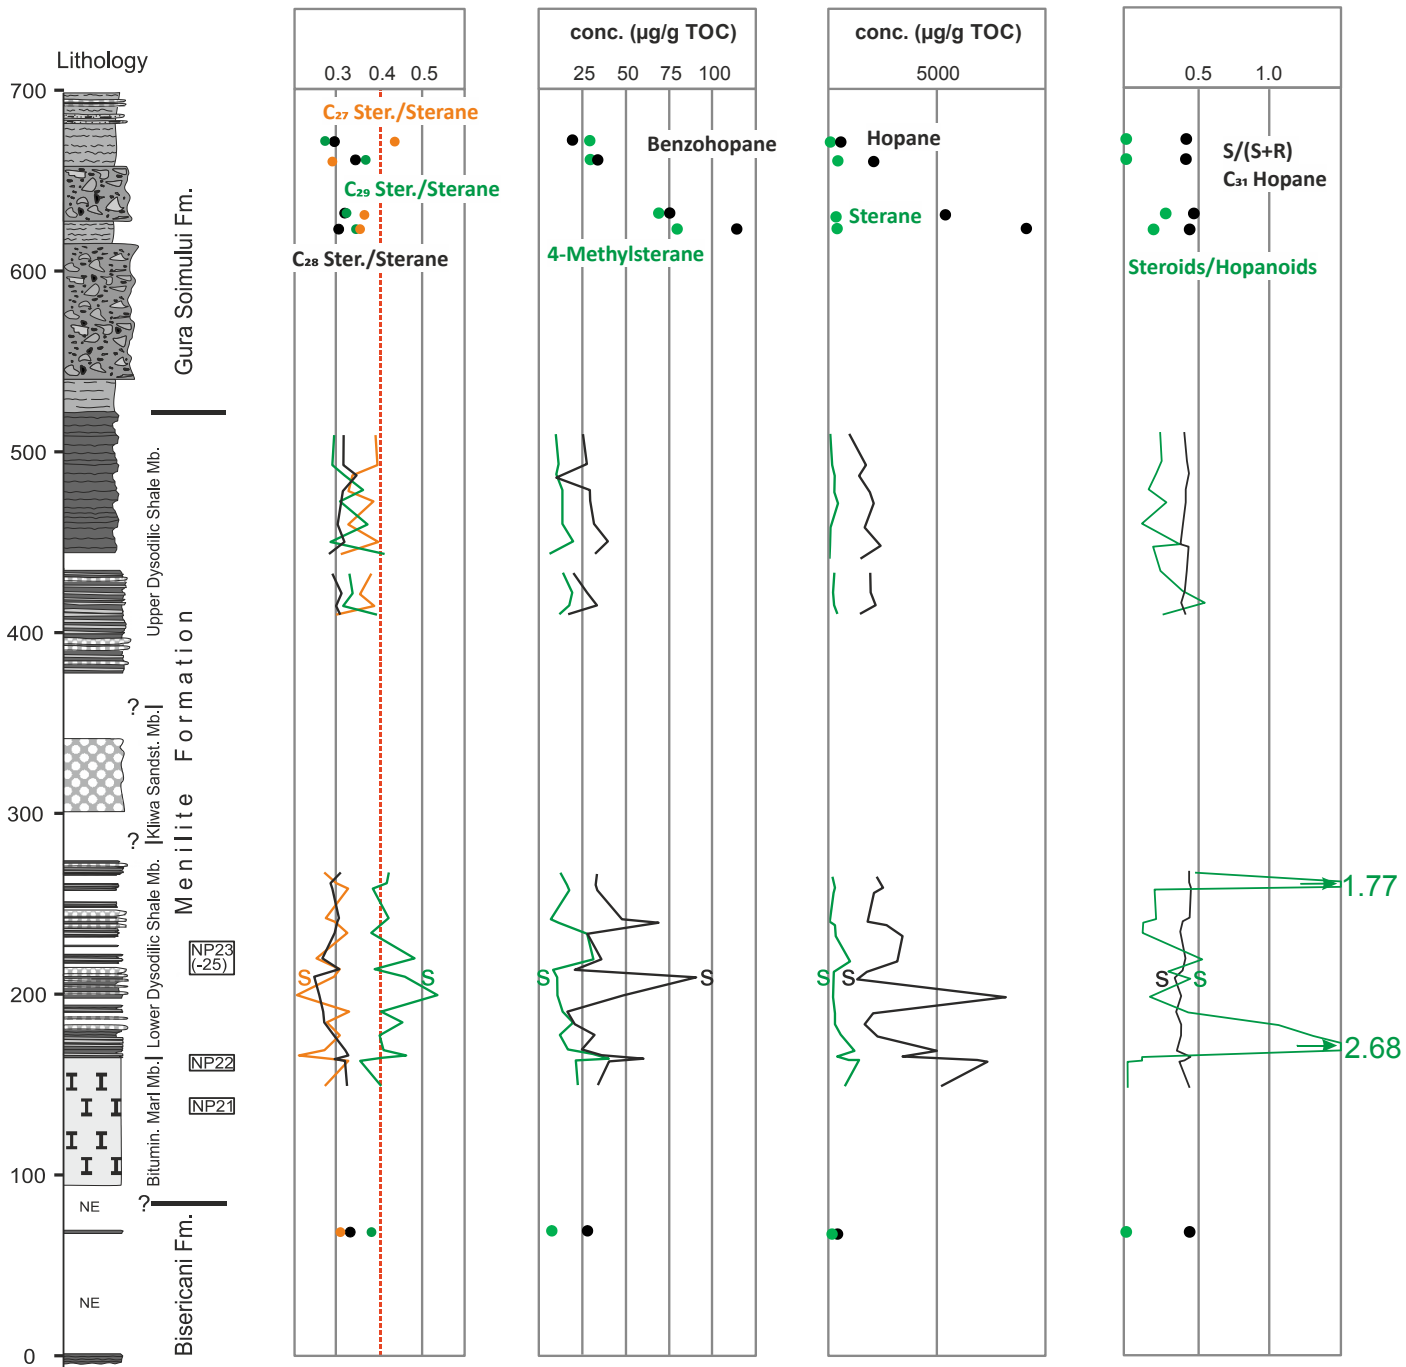 conc. (µg/g TOC)
conc. (µg/g TOC)
Lithology
0.3 0.4 0.5
25 50 75 100
5000
0.5 1.0
700
C₂₇ Ster./Sterane
Benzohopane
Hopane
S/(S+R)
C₃₁ Hopane
C₂₉ Ster./Sterane
Sterane
4-Methylsterane
C₂₈ Ster./Sterane
Steroids/Hopanoids
600
Gura Soimului Fm.
500
Upper Dysodilic Shale Mb.
400
Menilite Formation
?
Kliwa Sandst. Mb.
300
?
Lower Dysodilic Shale Mb.
1.77
NP23
(-25)
S S S S S S S S
200
2.68
NP22
Bitumin. Marl Mb.
NP21
100
NE
?
Bisericani Fm.
NE
0